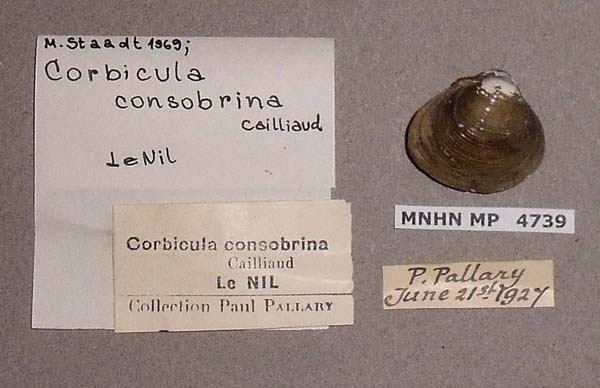 M. Staadt 1969;
Corbicula
consobrina
Cailliaud
Le Nil
Corbicula consobrina
Cailliaud
Le NIL
Collection Paul PALLARY
MNHN MP 4739
P. Pallary
June 21st 1927